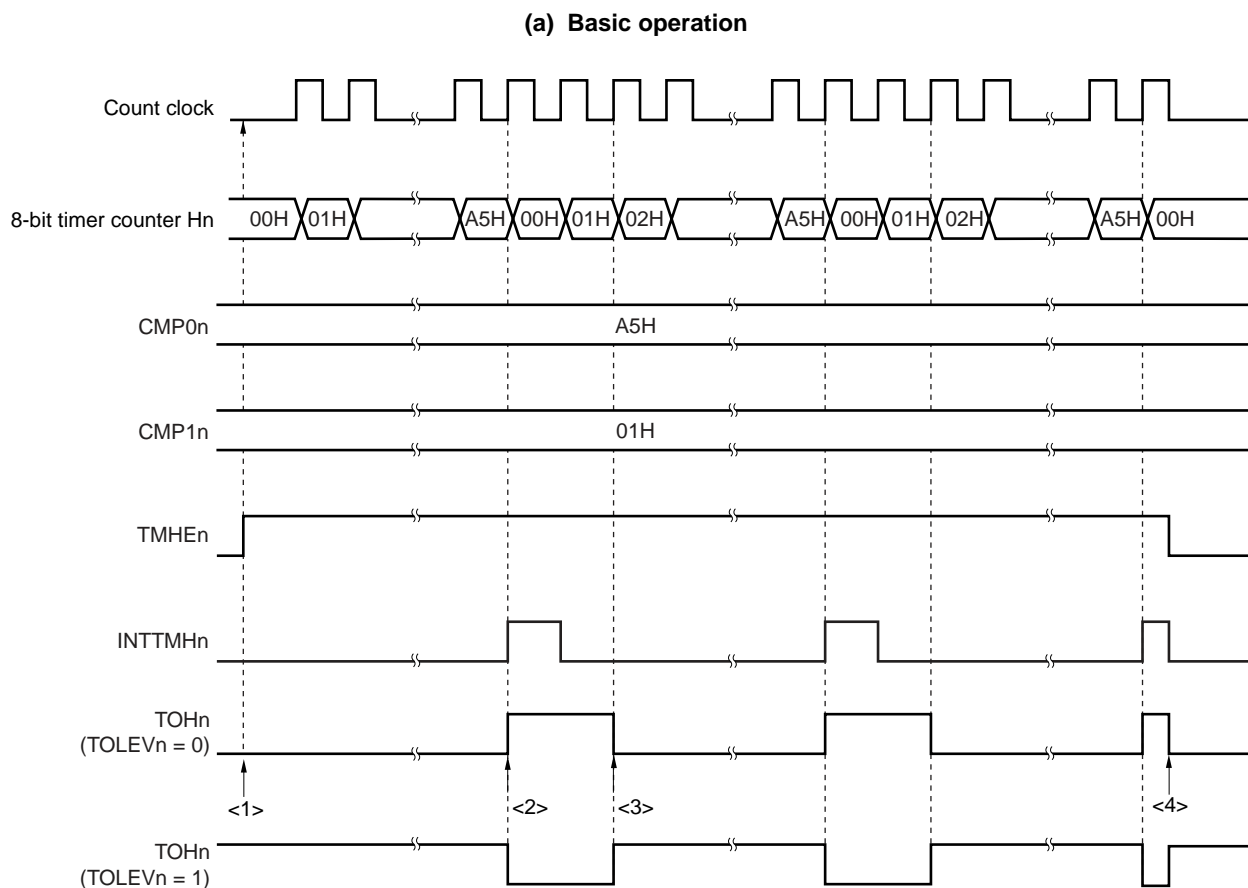 (a) Basic operation
Count clock
8-bit timer counter Hn
00H 01H A5H 00H 01H 02H A5H 00H 01H 02H A5H 00H
CMP0n
A5H
CMP1n
01H
TMHEn
INTTMHn
TOHn
(TOLEVn = 0)
<1> <2> <3> <4>
TOHn
(TOLEVn = 1)